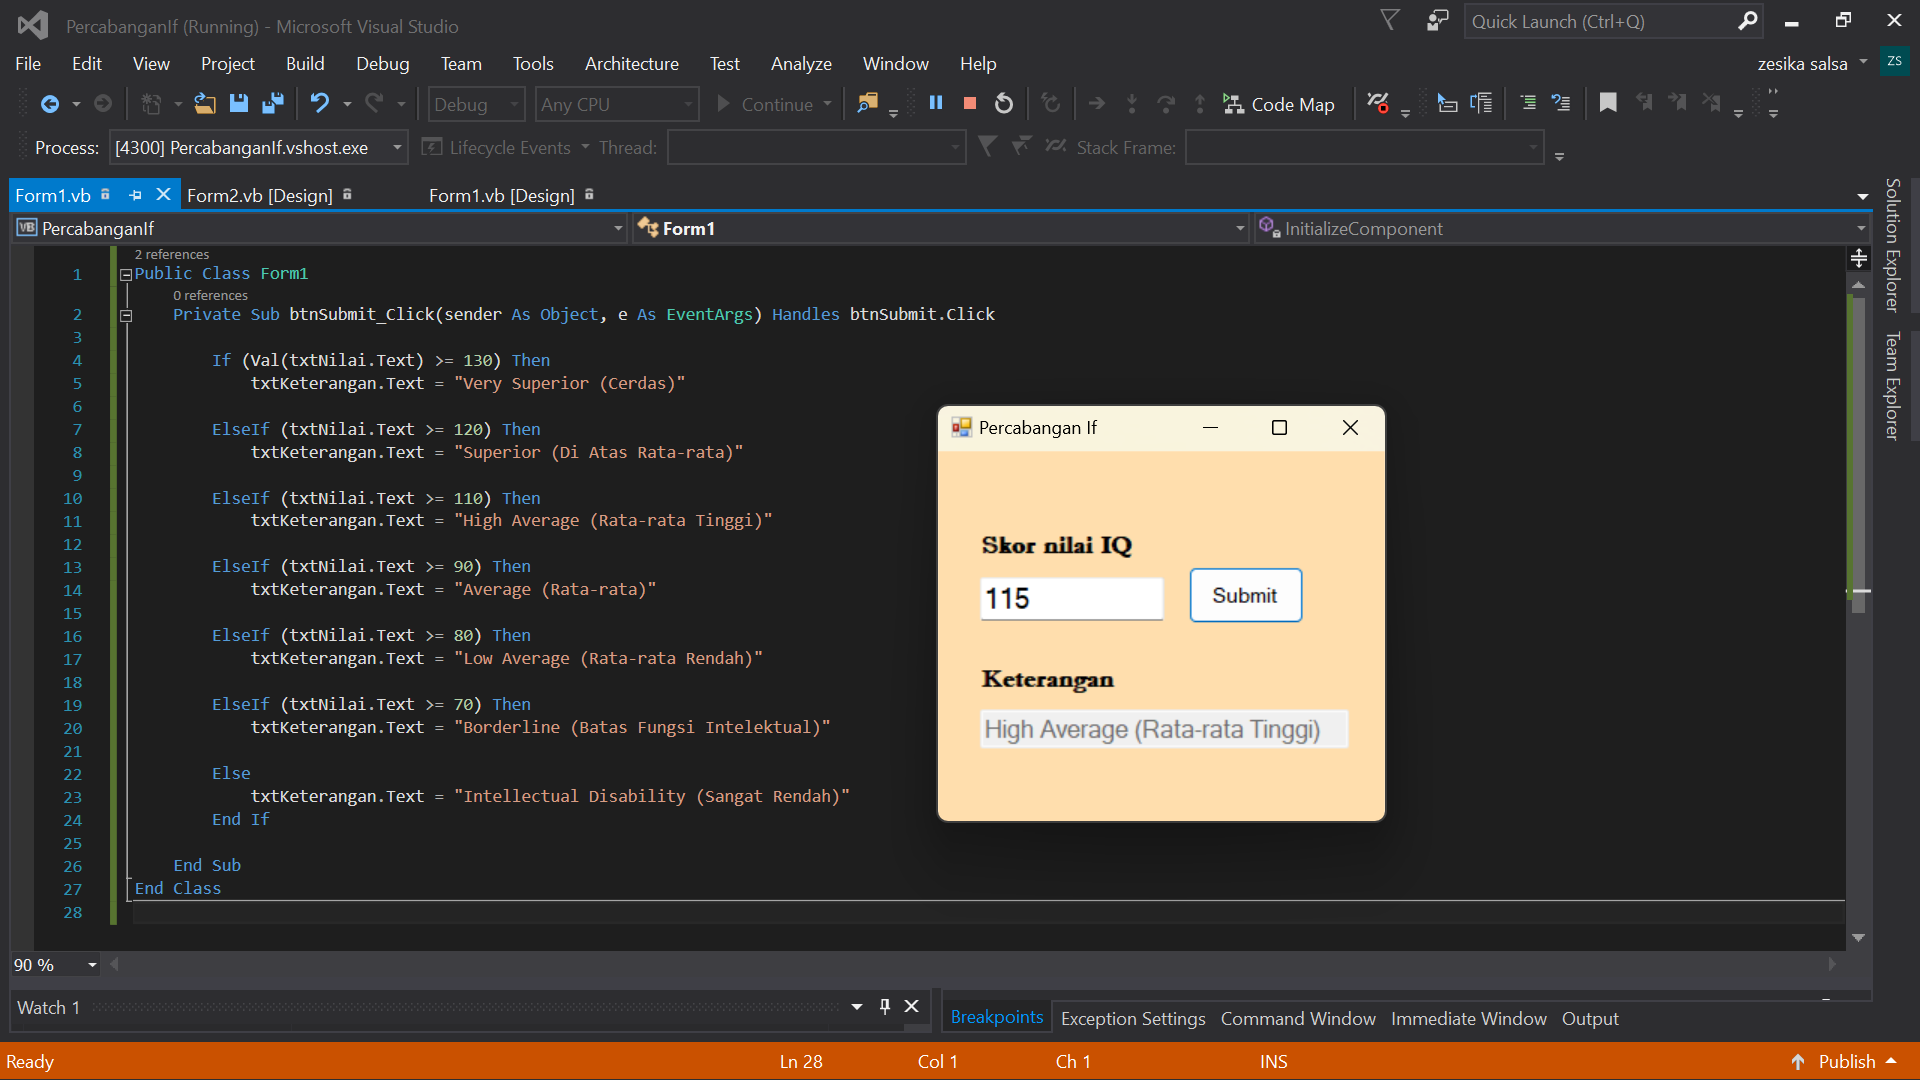 PercabanganIf (Running) - Microsoft Visual Studio
Quick Launch (Ctrl+Q)
File Edit View Project Build Debug Team Tools Architecture Test Analyze Window Help
zesika salsa ZS
Debug Any CPU Continue Code Map
Process: [4300] PercabanganIf.vshost.exe Lifecycle Events Thread: Stack Frame:
Form1.vb Form2.vb [Design] Form1.vb [Design]
VB PercabanganIf Form1 InitializeComponent
2 references
1 Public Class Form1
0 references
2 Private Sub btnSubmit_Click(sender As Object, e As EventArgs) Handles btnSubmit.Click
3
4 If (Val(txtNilai.Text) >= 130) Then
5 txtKeterangan.Text = "Very Superior (Cerdas)"
6
7 ElseIf (txtNilai.Text >= 120) Then
8 txtKeterangan.Text = "Superior (Di Atas Rata-rata)"
9
10 ElseIf (txtNilai.Text >= 110) Then
11 txtKeterangan.Text = "High Average (Rata-rata Tinggi)"
12
13 ElseIf (txtNilai.Text >= 90) Then
14 txtKeterangan.Text = "Average (Rata-rata)"
15
16 ElseIf (txtNilai.Text >= 80) Then
17 txtKeterangan.Text = "Low Average (Rata-rata Rendah)"
18
19 ElseIf (txtNilai.Text >= 70) Then
20 txtKeterangan.Text = "Borderline (Batas Fungsi Intelektual)"
21
22 Else
23 txtKeterangan.Text = "Intellectual Disability (Sangat Rendah)"
24 End If
25
26 End Sub
27 End Class
28
Percabangan If
Skor nilai IQ
115 Submit
Keterangan
High Average (Rata-rata Tinggi)
Solution Explorer
Team Explorer
90 %
Watch 1
Breakpoints Exception Settings Command Window Immediate Window Output
Ready Ln 28 Col 1 Ch 1 INS Publish